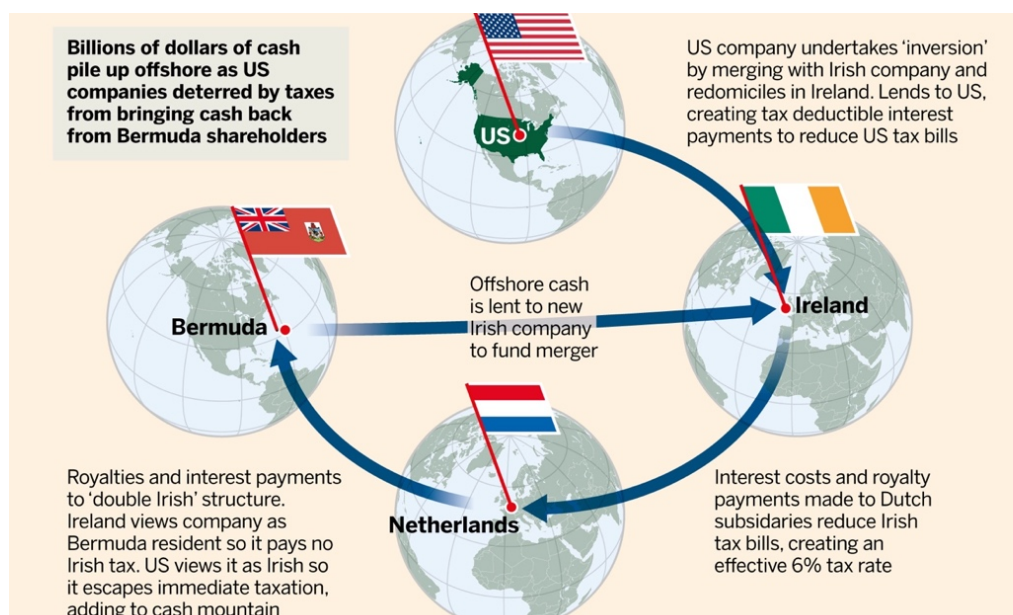 Billions of dollars of cash
pile up offshore as US
companies deterred by taxes
from bringing cash back
from Bermuda shareholders
US
US company undertakes ‘inversion’
by merging with Irish company and
redomiciles in Ireland. Lends to US,
creating tax deductible interest
payments to reduce US tax bills
Bermuda
Offshore cash
is lent to new
Irish company
to fund merger
Ireland
Royalties and interest payments
to ‘double Irish’ structure.
Ireland views company as
Bermuda resident so it pays no
Irish tax. US views it as Irish so
it escapes immediate taxation,
adding to cash mountain
Netherlands
Interest costs and royalty
payments made to Dutch
subsidaries reduce Irish
tax bills, creating an
effective 6% tax rate